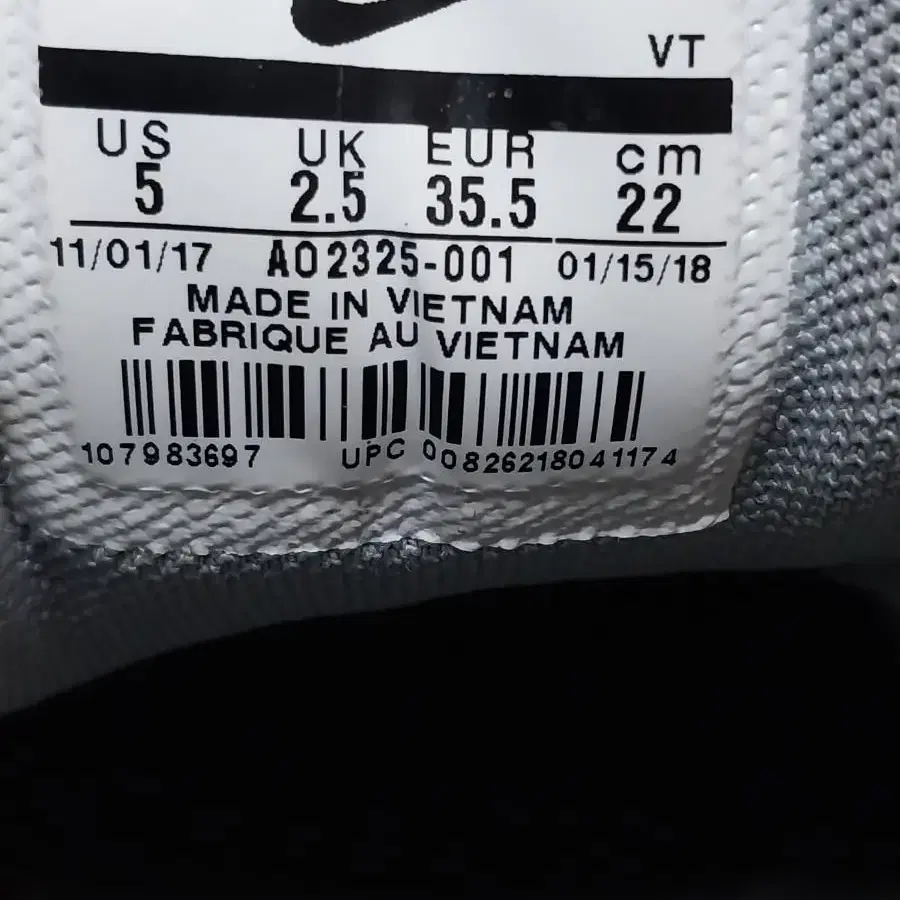 VT
US UK EUR cm
5 2.5 35.5 22
11/01/17 AO2325-001 01/15/18
MADE IN VIETNAM
FABRIQUE AU VIETNAM
107983697 UPC 00826218041174